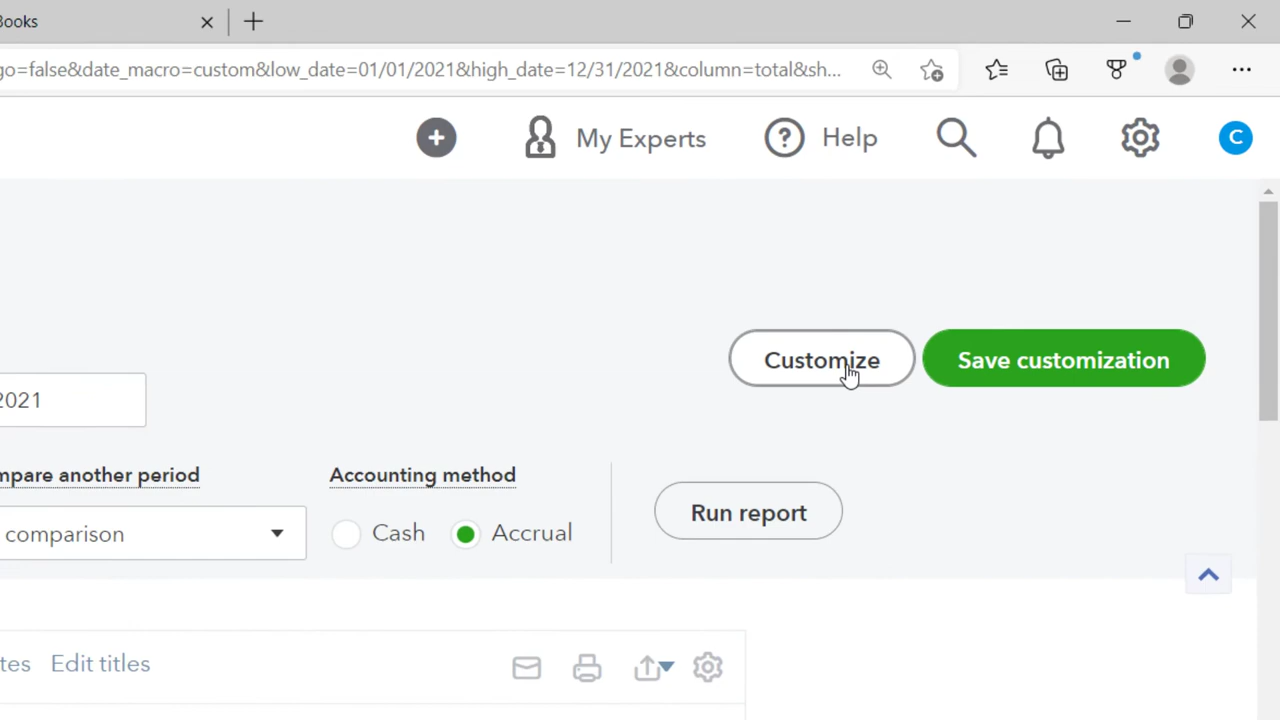 Books
go=false&date_macro=custom&low_date=01/01/2021&high_date=12/31/2021&column=total&sh...
My Experts
Help
C
Customize
Save customization
2021
mpare another period
Accounting method
comparison
Cash
Accrual
Run report
tes
Edit titles